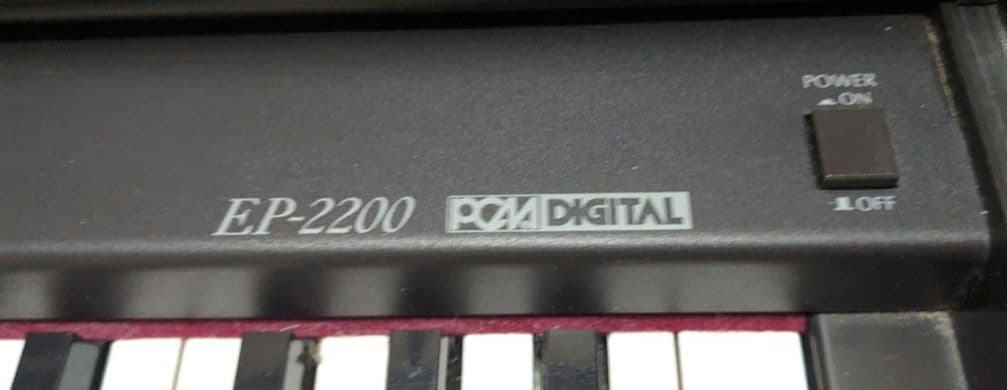 POWER
ON
EP-2200 PCM DIGITAL
OFF